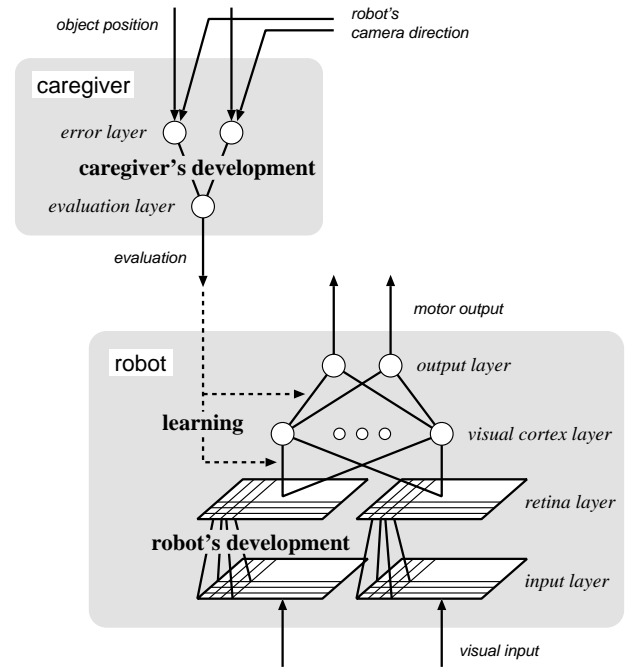 object position
robot's
camera direction
caregiver
error layer
caregiver's development
evaluation layer
evaluation
motor output
robot
output layer
learning
visual cortex layer
retina layer
robot's development
input layer
visual input